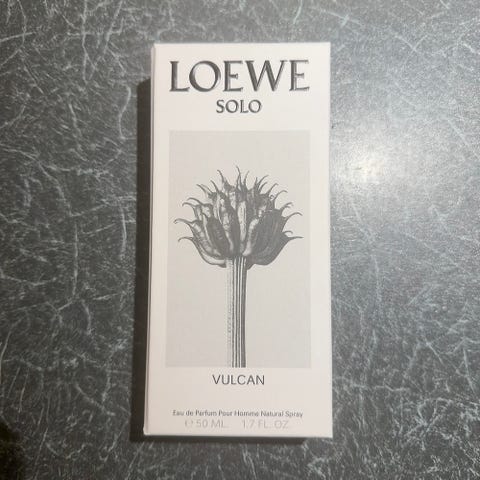 LOEWE
SOLO
VULCAN
Eau de Parfum Pour Homme Natural Spray
℮ 50 ML. 1.7 FL. OZ.